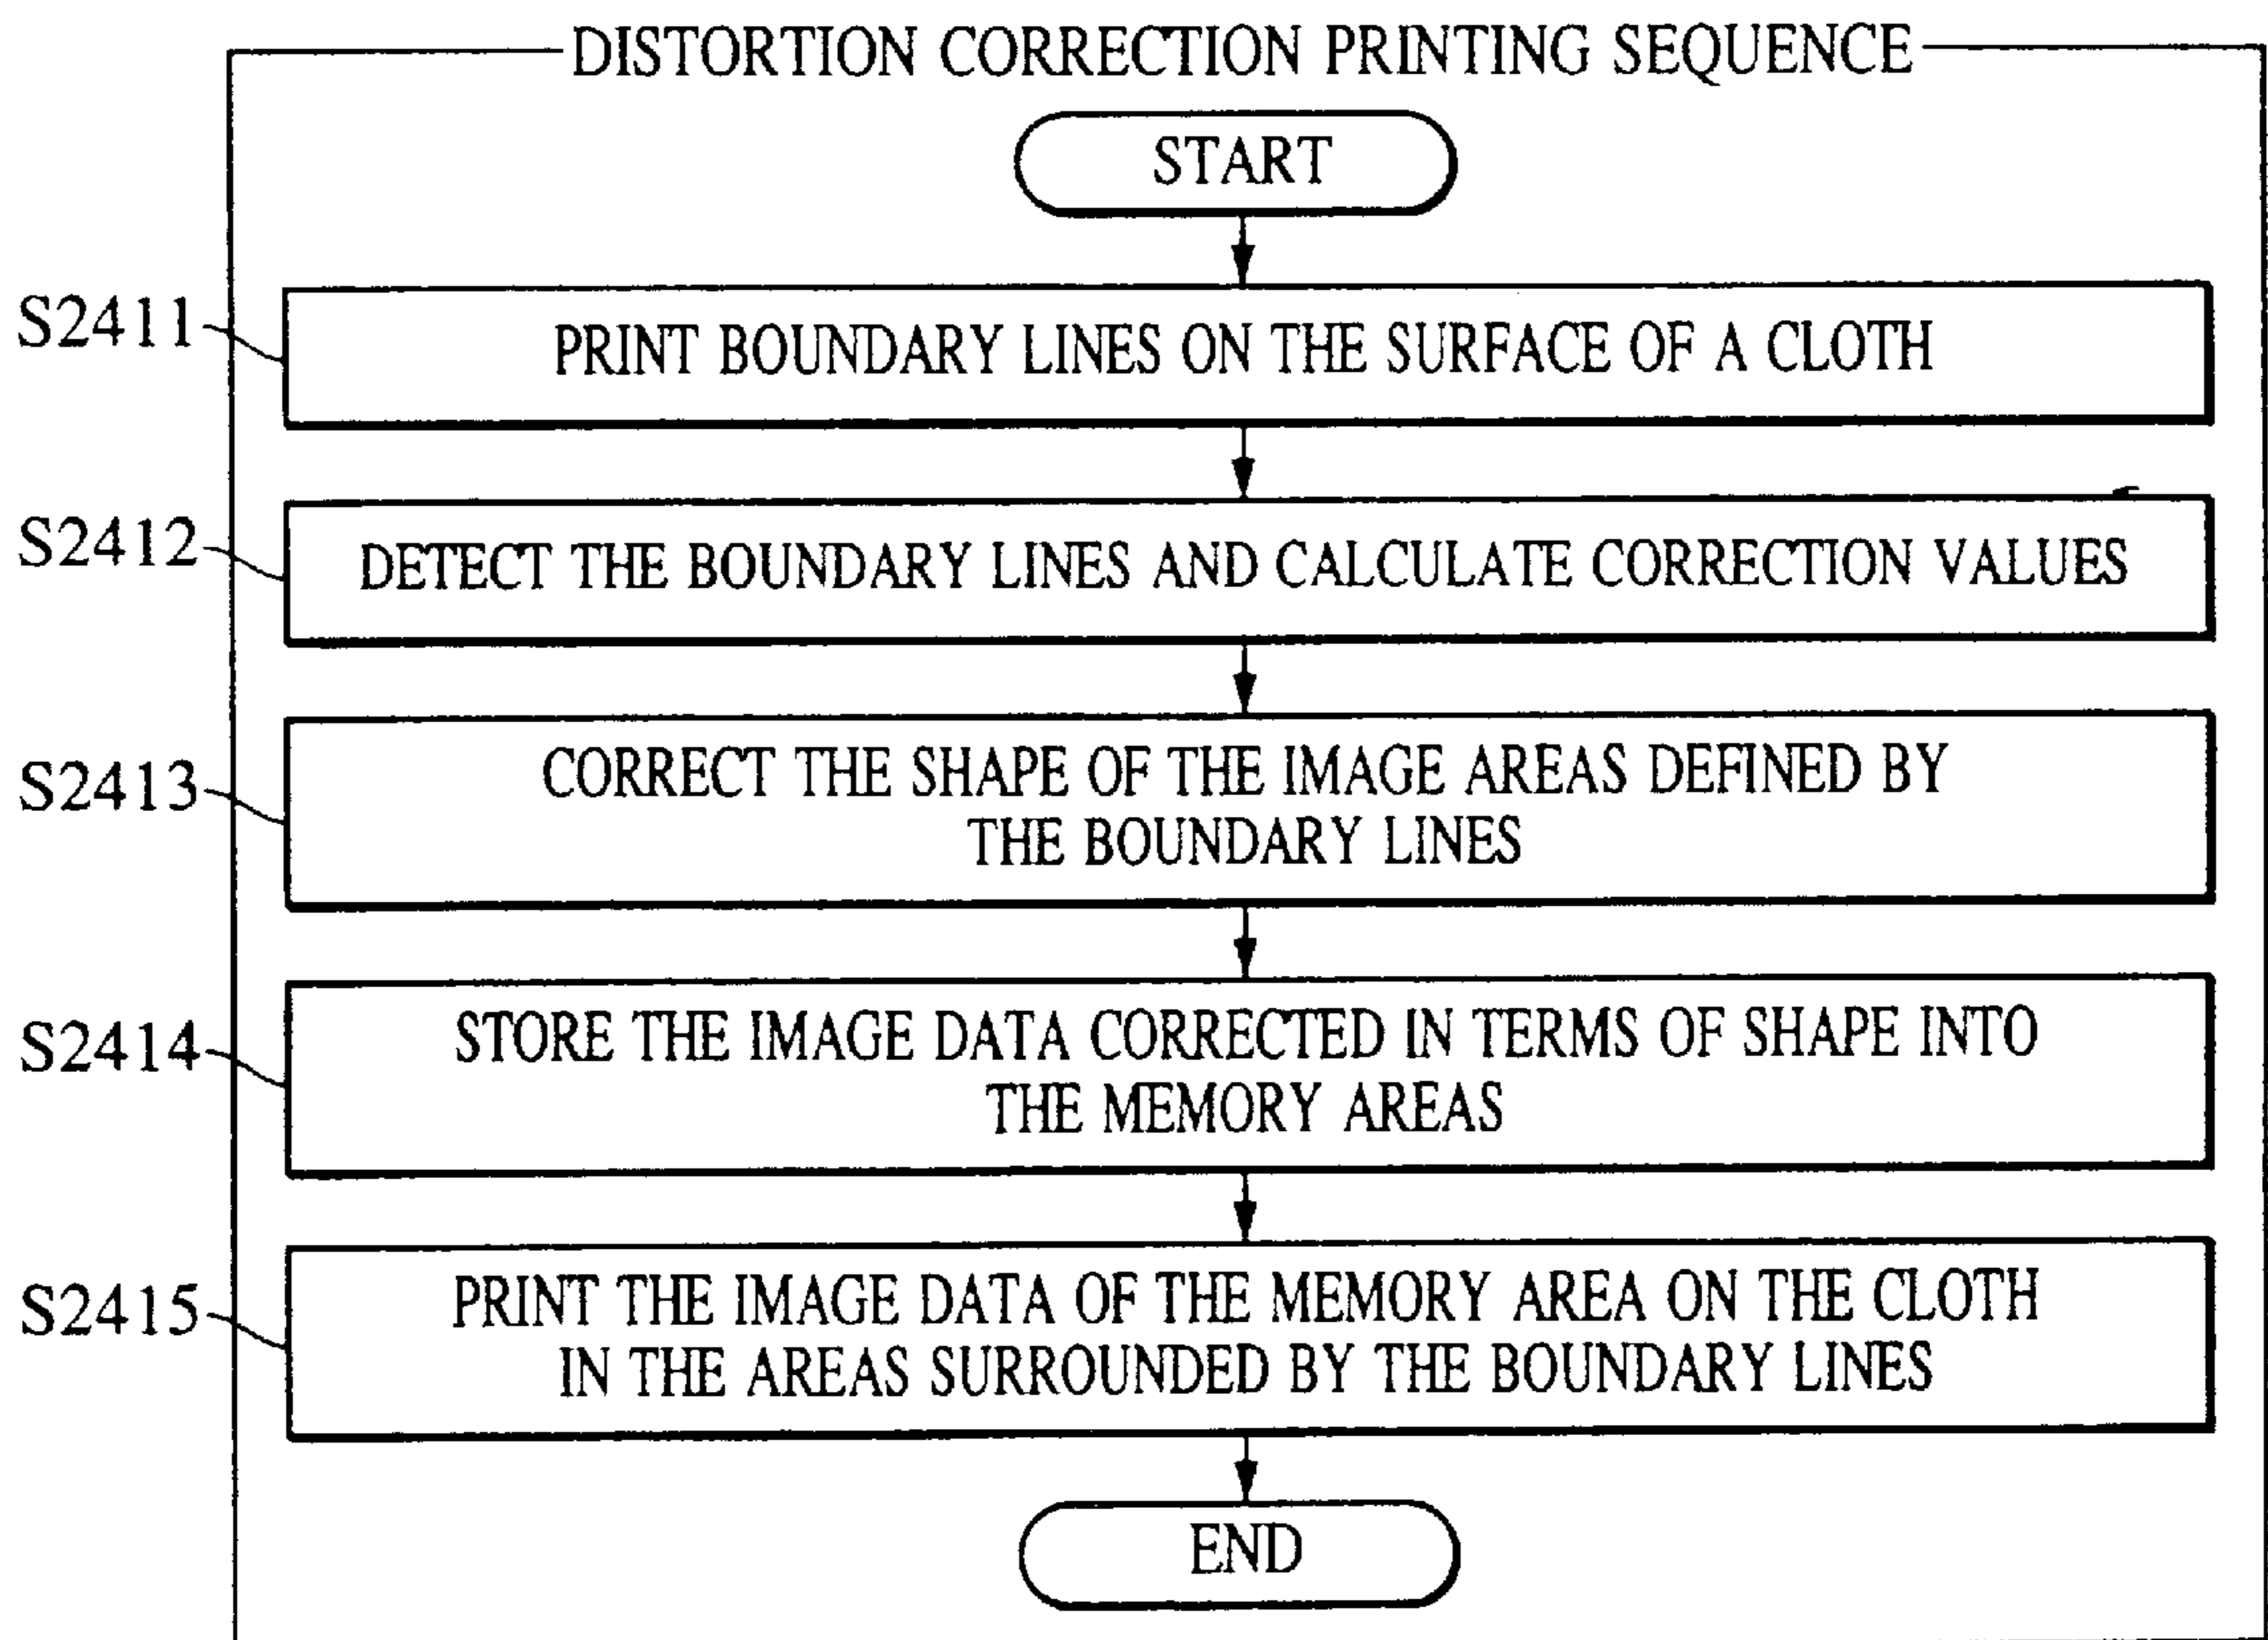 DISTORTION CORRECTION PRINTING SEQUENCE
START
S2411
PRINT BOUNDARY LINES ON THE SURFACE OF A CLOTH
S2412
DETECT THE BOUNDARY LINES AND CALCULATE CORRECTION VALUES
S2413
CORRECT THE SHAPE OF THE IMAGE AREAS DEFINED BY
THE BOUNDARY LINES
S2414
STORE THE IMAGE DATA CORRECTED IN TERMS OF SHAPE INTO
THE MEMORY AREAS
S2415
PRINT THE IMAGE DATA OF THE MEMORY AREA ON THE CLOTH
IN THE AREAS SURROUNDED BY THE BOUNDARY LINES
END